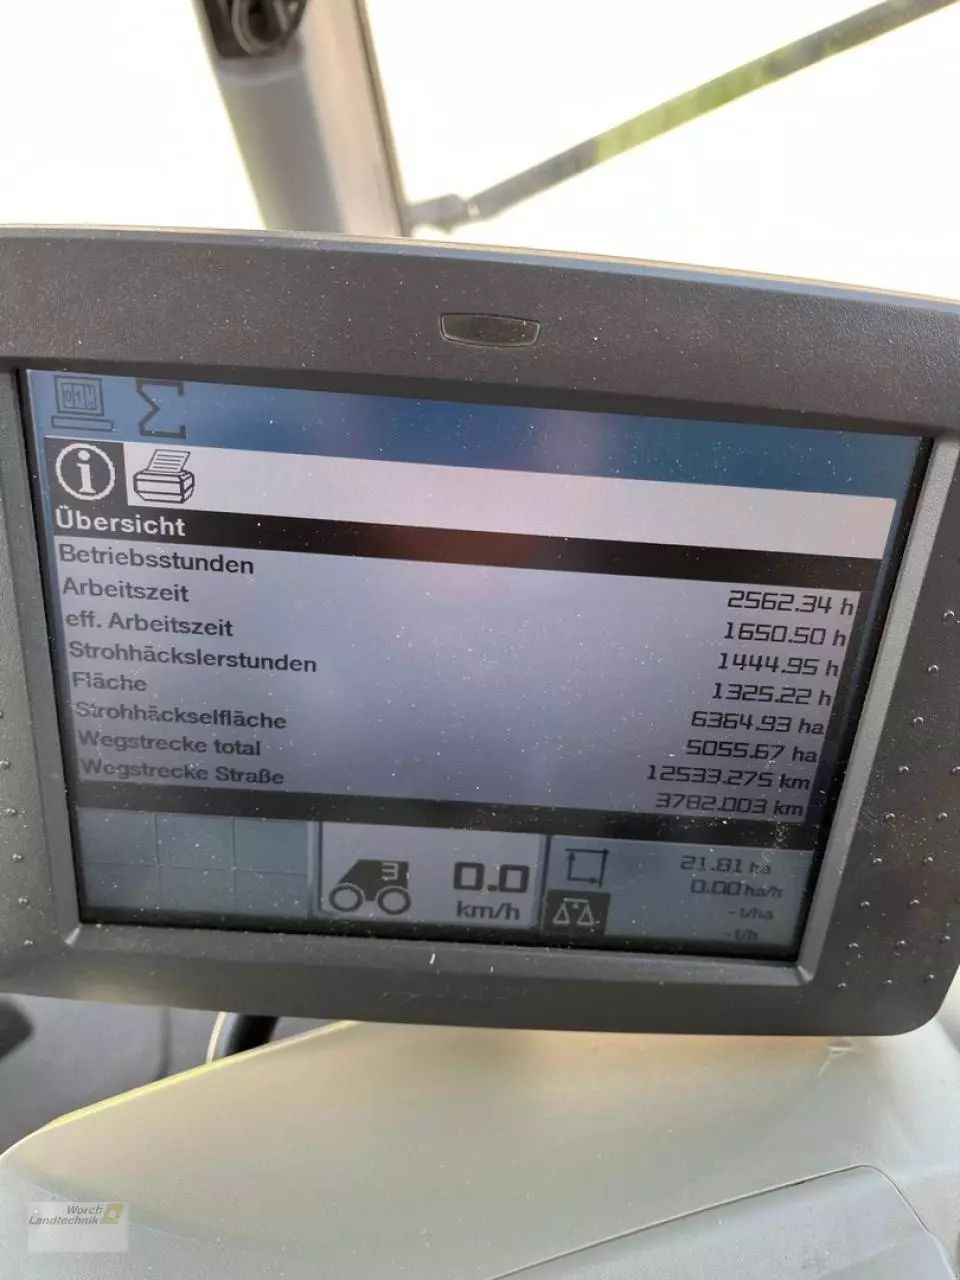 Übersicht
Betriebsstunden 2562.34 h
Arbeitszeit 1650.50 h
eff. Arbeitszeit 1444.95 h
Strohhäckslerstunden 1325.22 h
Fläche 6364.93 ha
Strohhäckselfläche 5055.67 ha
Wegstrecke total 12533.275 km
Wegstrecke Straße 3782.003 km
3
0.0
km/h
21.81 ha
0.00 ha/h
- t/ha
- t/h
Worch
Landtechnik